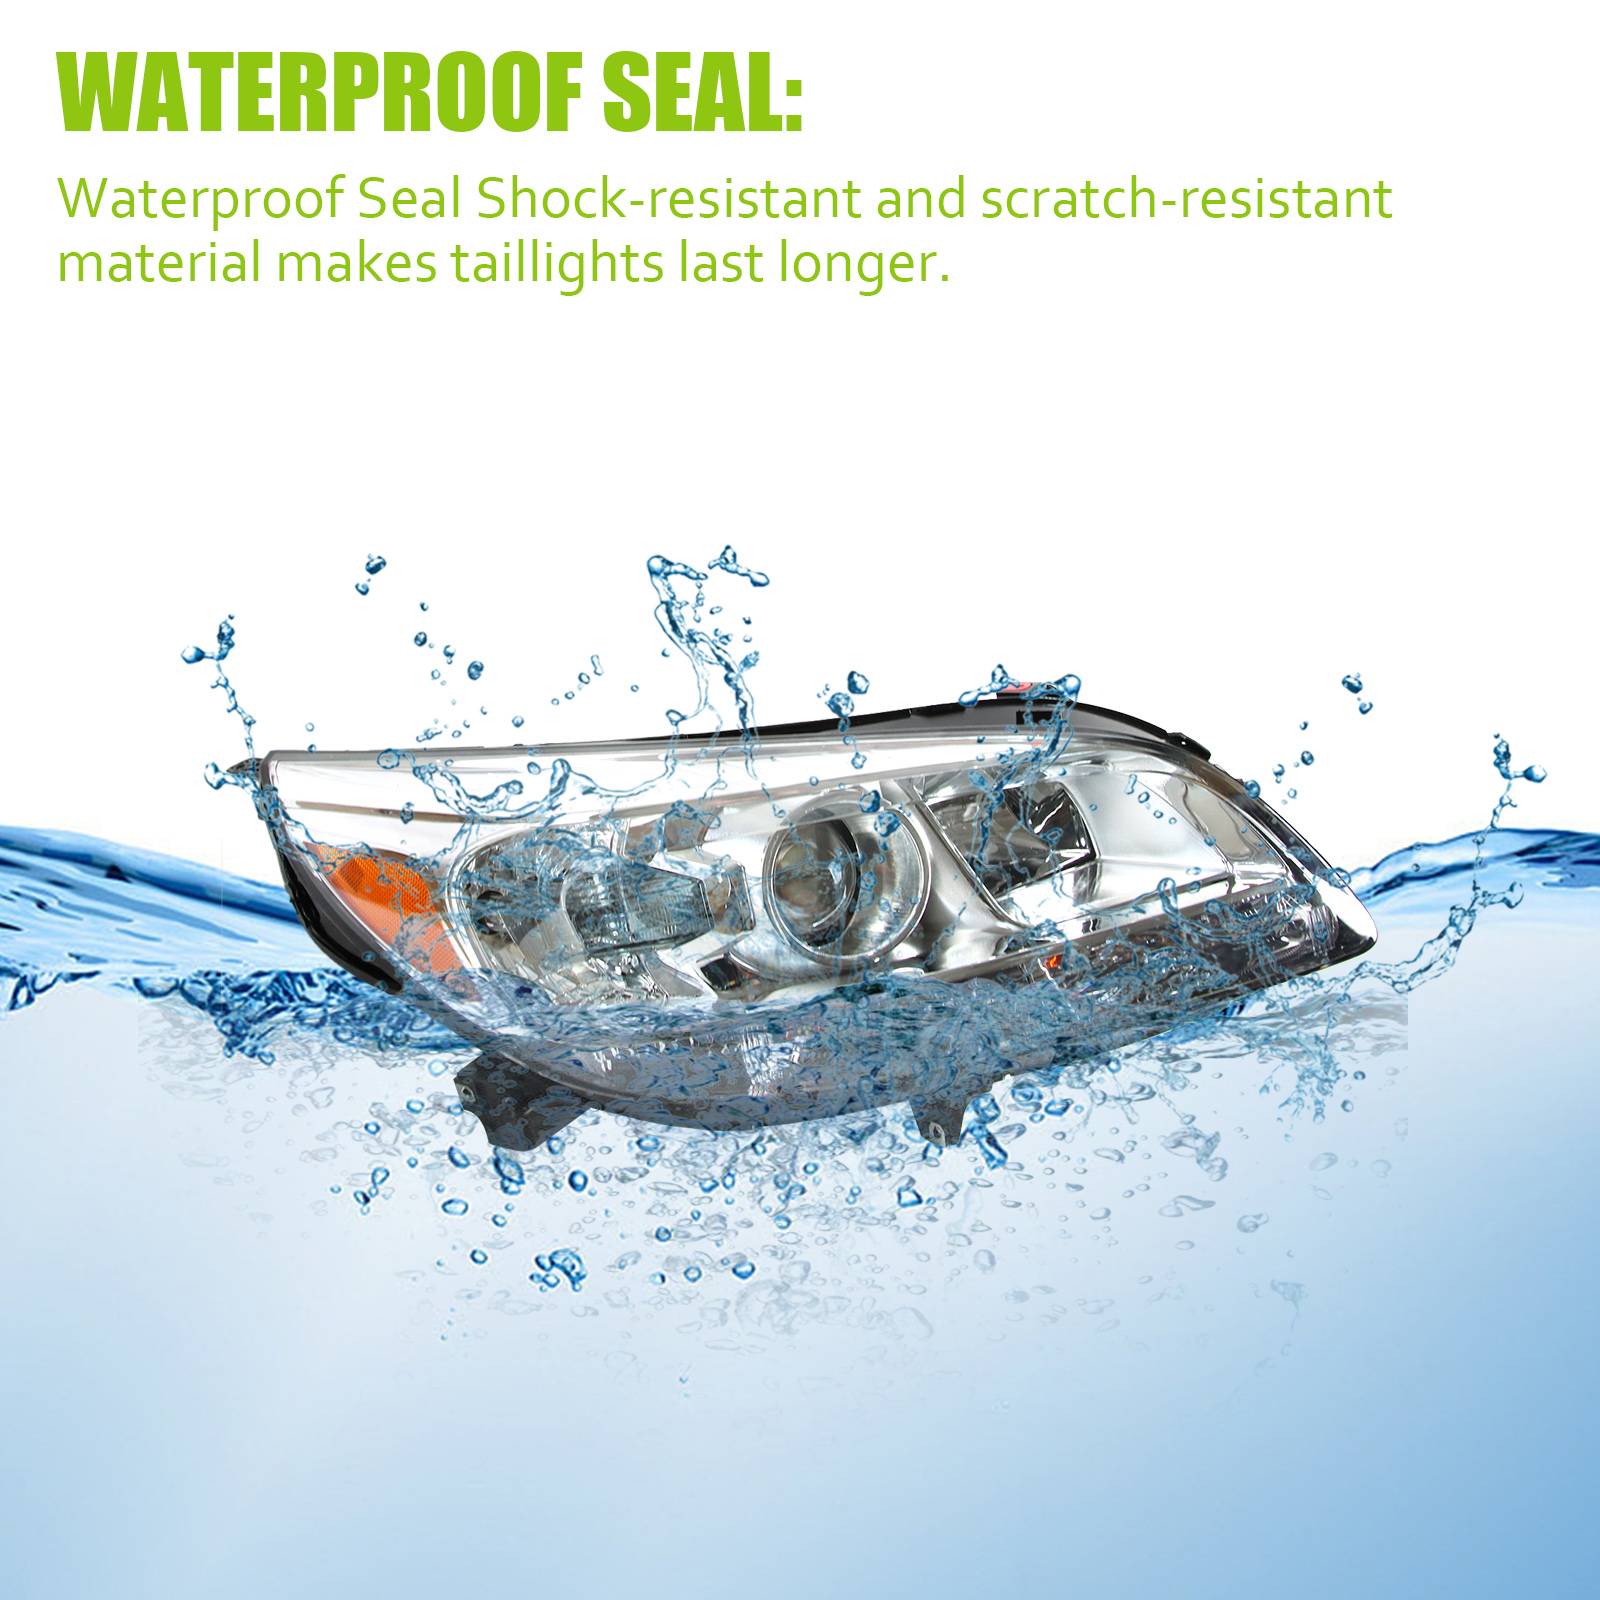 WATERPROOF SEAL:
Waterproof Seal Shock-resistant and scratch-resistant
material makes taillights last longer.